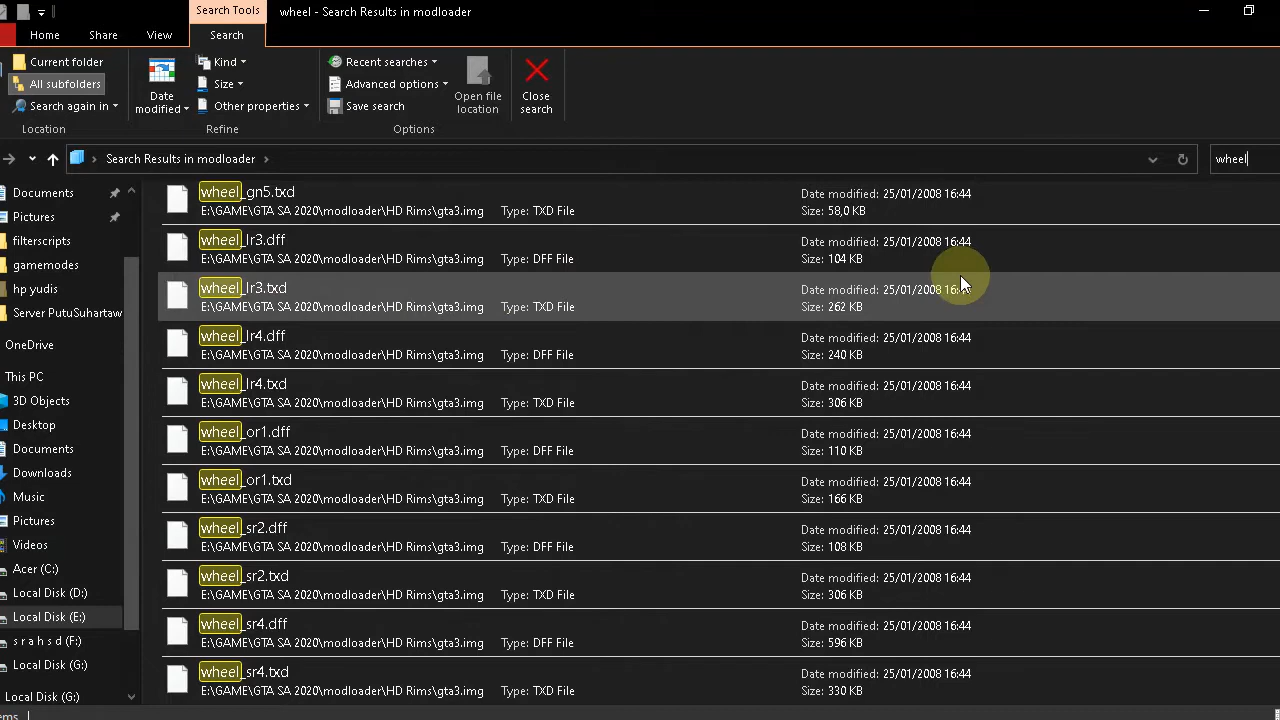 Search Tools
wheel - Search Results in modloader
Home
Share
View
Search
Current folder
All subfolders
Search again in
Location
Date
modified
Kind
Size
Other properties
Refine
Recent searches
Advanced options
Save search
Options
Open file
location
Close
search
Search Results in modloader
wheel
Documents
Pictures
filterscripts
gamemodes
hp yudis
Server PutuSuhartaw
OneDrive
This PC
3D Objects
Desktop
Documents
Downloads
Music
Pictures
Videos
Acer (C:)
Local Disk (D:)
Local Disk (E:)
s r a h s d (F:)
Local Disk (G:)
Local Disk (G:)
wheel_gn5.txd
Date modified: 25/01/2008 16:44
E:\GAME\GTA SA 2020\modloader\HD Rims\gta3.img Type: TXD File
Size: 58,0 KB
wheel_lr3.dff
Date modified: 25/01/2008 16:44
E:\GAME\GTA SA 2020\modloader\HD Rims\gta3.img Type: DFF File
Size: 104 KB
wheel_lr3.txd
Date modified: 25/01/2008 16:44
E:\GAME\GTA SA 2020\modloader\HD Rims\gta3.img Type: TXD File
Size: 262 KB
wheel_lr4.dff
Date modified: 25/01/2008 16:44
E:\GAME\GTA SA 2020\modloader\HD Rims\gta3.img Type: DFF File
Size: 240 KB
wheel_lr4.txd
Date modified: 25/01/2008 16:44
E:\GAME\GTA SA 2020\modloader\HD Rims\gta3.img Type: TXD File
Size: 306 KB
wheel_or1.dff
Date modified: 25/01/2008 16:44
E:\GAME\GTA SA 2020\modloader\HD Rims\gta3.img Type: DFF File
Size: 110 KB
wheel_or1.txd
Date modified: 25/01/2008 16:44
E:\GAME\GTA SA 2020\modloader\HD Rims\gta3.img Type: TXD File
Size: 166 KB
wheel_sr2.dff
Date modified: 25/01/2008 16:44
E:\GAME\GTA SA 2020\modloader\HD Rims\gta3.img Type: DFF File
Size: 108 KB
wheel_sr2.txd
Date modified: 25/01/2008 16:44
E:\GAME\GTA SA 2020\modloader\HD Rims\gta3.img Type: TXD File
Size: 306 KB
wheel_sr4.dff
Date modified: 25/01/2008 16:44
E:\GAME\GTA SA 2020\modloader\HD Rims\gta3.img Type: DFF File
Size: 596 KB
wheel_sr4.txd
Date modified: 25/01/2008 16:44
E:\GAME\GTA SA 2020\modloader\HD Rims\gta3.img Type: TXD File
Size: 330 KB